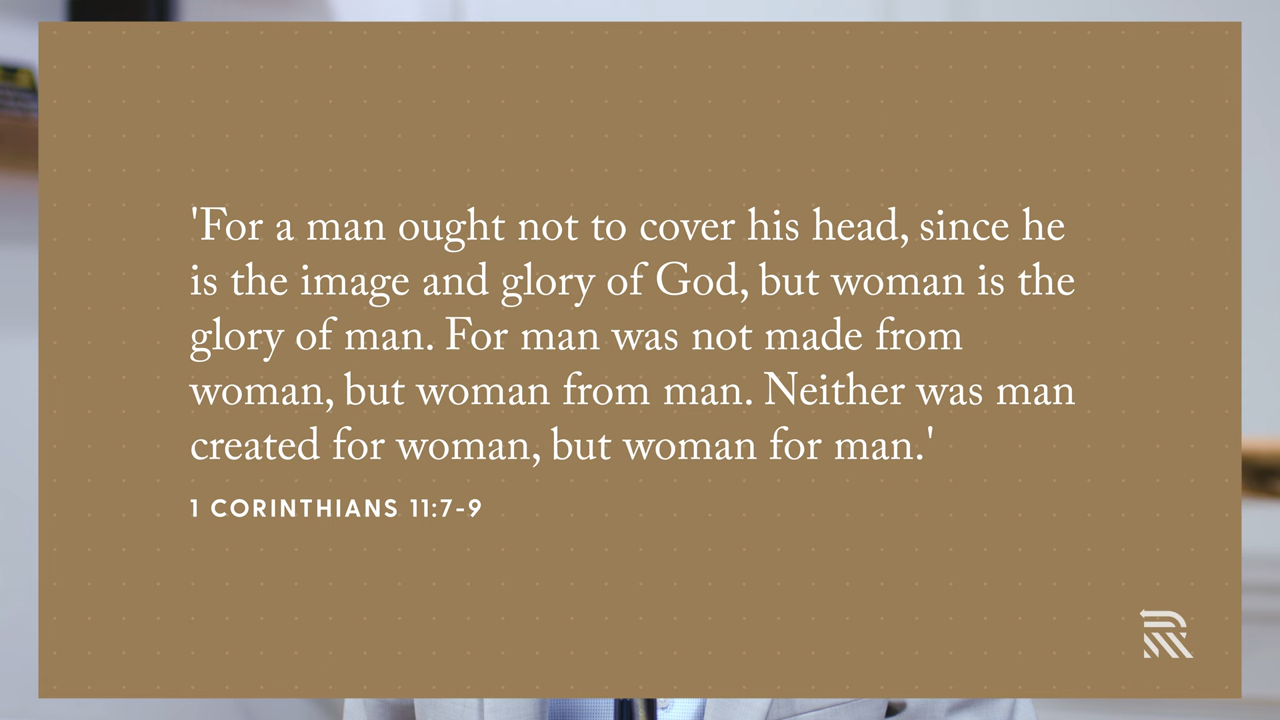 'For a man ought not to cover his head, since he
is the image and glory of God, but woman is the
glory of man. For man was not made from
woman, but woman from man. Neither was man
created for woman, but woman for man.'
1 CORINTHIANS 11:7-9